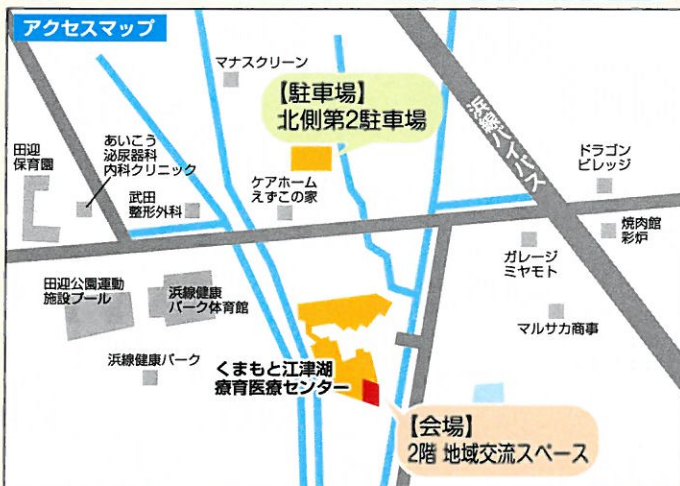 アクセスマップ
マナスクリーン
【駐車場】
北側第2駐車場
浜線バイパス
田迎
保育園
あいこう
泌尿器科
内科クリニック
武田
整形外科
ケアホーム
えずこの家
ドラゴン
ビレッジ
焼肉館
彩炉
ガレージ
ミヤモト
田迎公園運動
施設プール
浜線健康
パーク体育館
マルサカ商事
浜線健康パーク
くまもと江津湖
療育医療センター
【会場】
2階 地域交流スペース